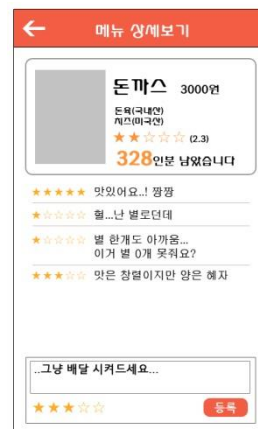 메뉴 상세보기
돈까스 3000원
돈육(국내산)
치즈(미국산)
★★☆☆☆ (2.3)
328인분 남았습니다
★★★★★ 맛있어요..! 짱짱
★☆☆☆☆ 헐...난 별로던데
★☆☆☆☆ 별 한개도 아까움...
이거 별 0개 못줘요?
★★★☆☆ 맛은 창렬이지만 양은 혜자
..그냥 배달 시켜드세요...
★★★☆☆ 등록